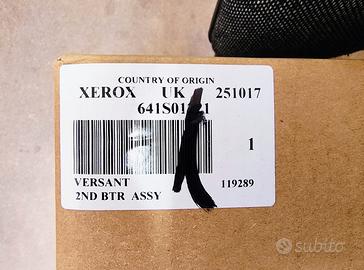 COUNTRY OF ORIGIN
XEROX UK 251017
1
VERSANT 119289
2ND BTR ASSY
subito